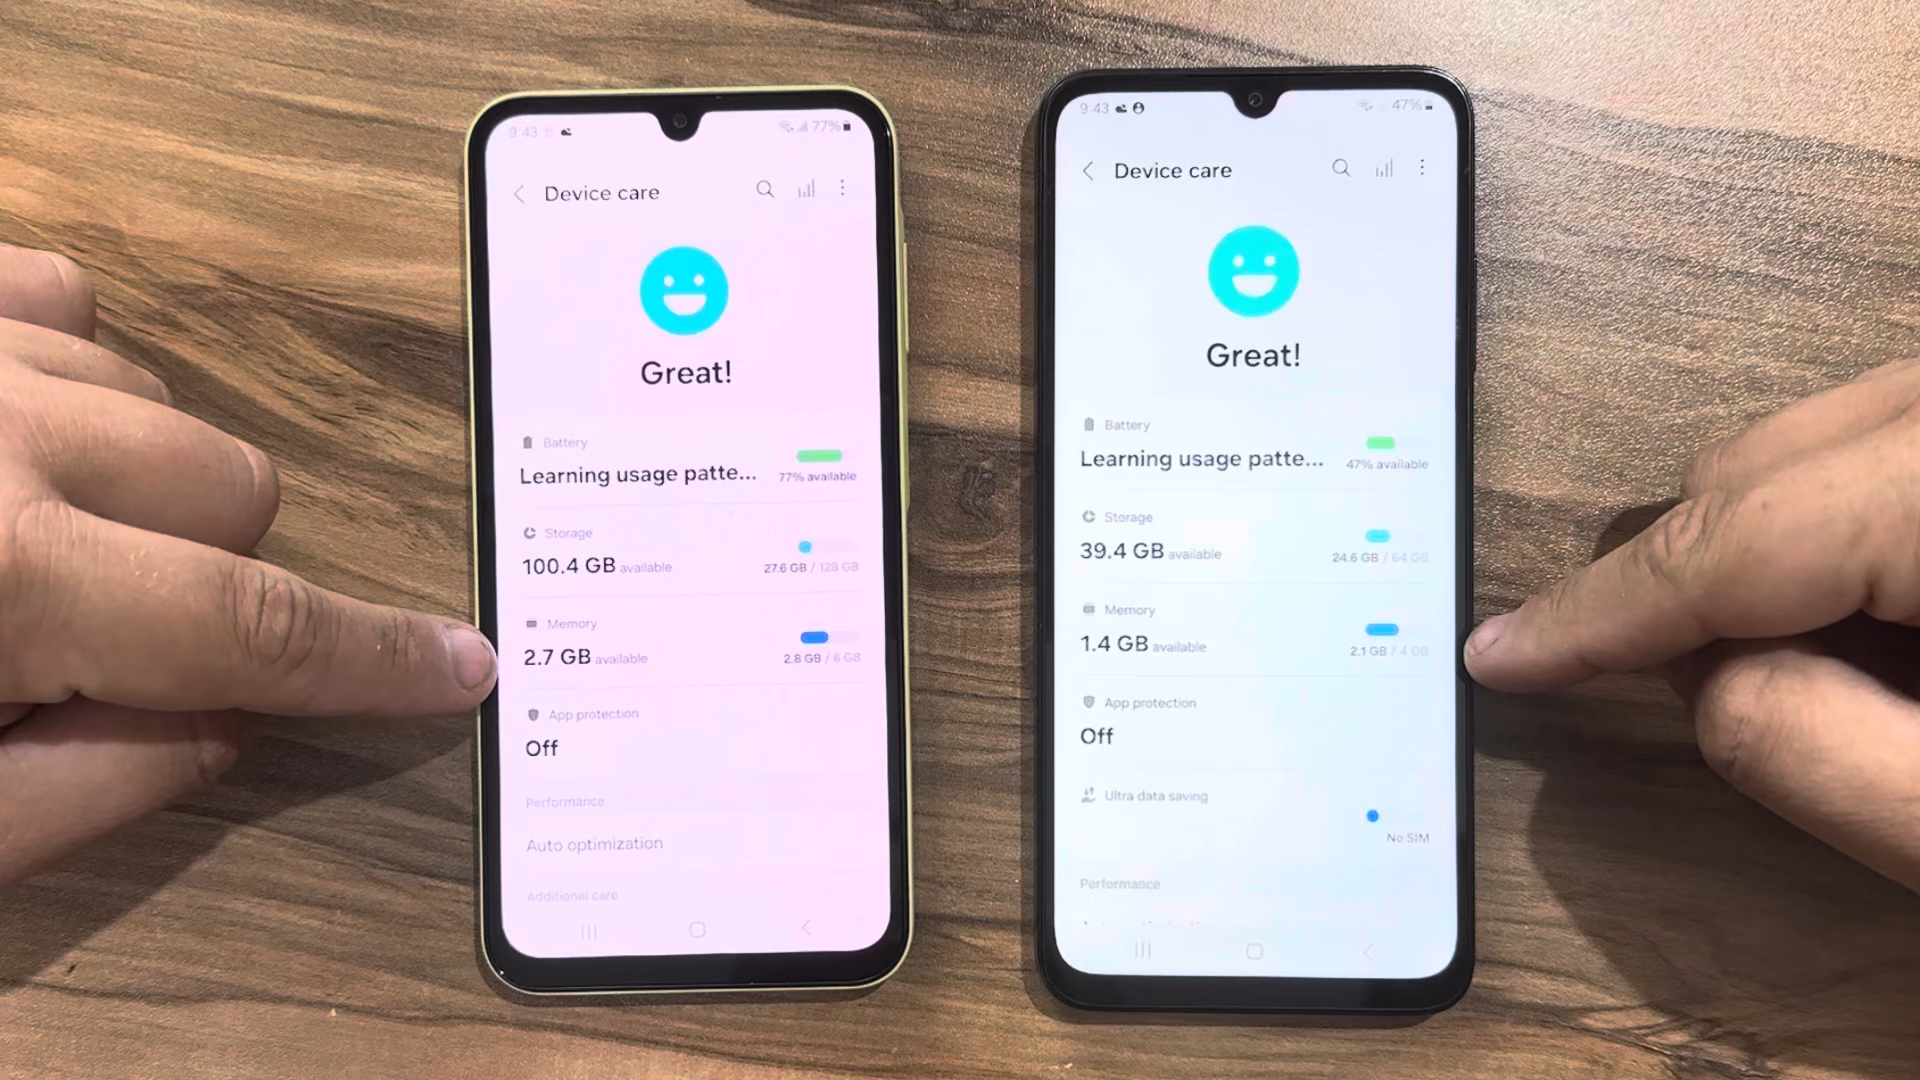 9:43
77%
Device care
Great!
Battery
Learning usage patte...
77% available
Storage
100.4 GB available
27.6 GB / 128 GB
Memory
2.7 GB available
2.8 GB / 6 GB
App protection
Off
Performance
Auto optimization
Additional care
9:43
47%
Device care
Great!
Battery
Learning usage patte...
47% available
Storage
39.4 GB available
24.6 GB / 64 GB
Memory
1.4 GB available
2.1 GB / 4 GB
App protection
Off
Ultra data saving
No SIM
Performance